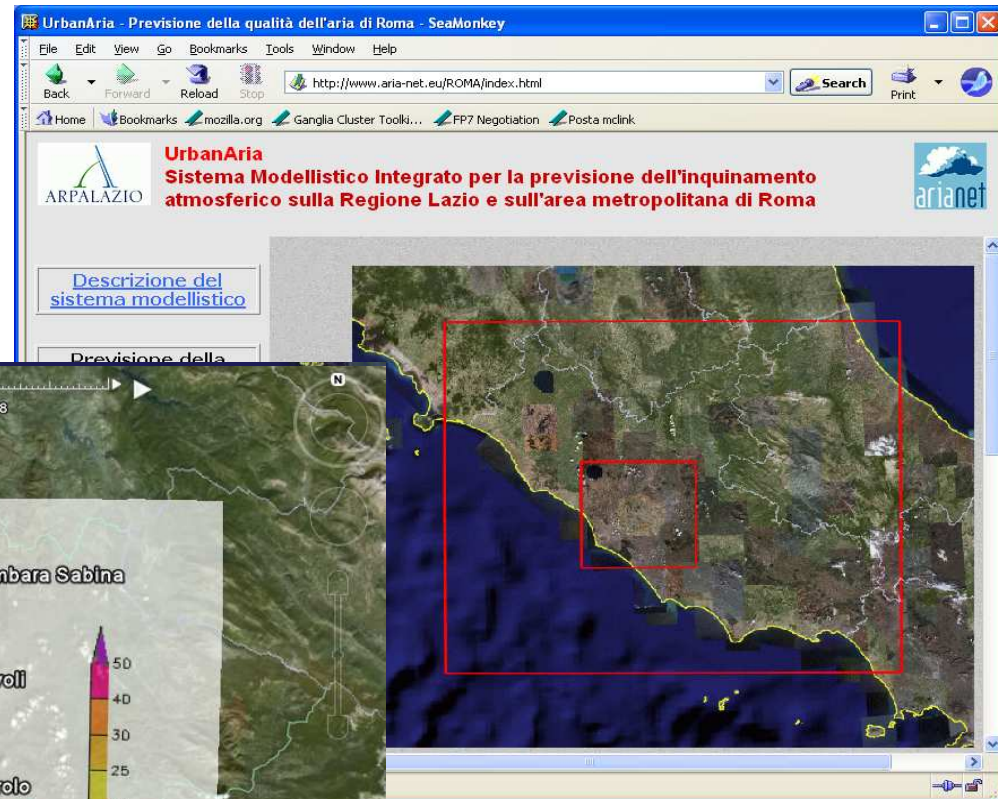 UrbanAria - Previsione della qualità dell'aria di Roma - SeaMonkey
File Edit View Go Bookmarks Tools Window Help
Back Forward Reload Stop http://www.aria-net.eu/ROMA/index.html Search Print
Home Bookmarks mozilla.org Ganglia Cluster Toolki... FP7 Negotiation Posta mclink
ARPALAZIO
UrbanAria
Sistema Modellistico Integrato per la previsione dell'inquinamento
atmosferico sulla Regione Lazio e sull'area metropolitana di Roma
arianet
Descrizione del
sistema modellistico
Previsione della
8
N
mbara Sabina
50
40
30
25